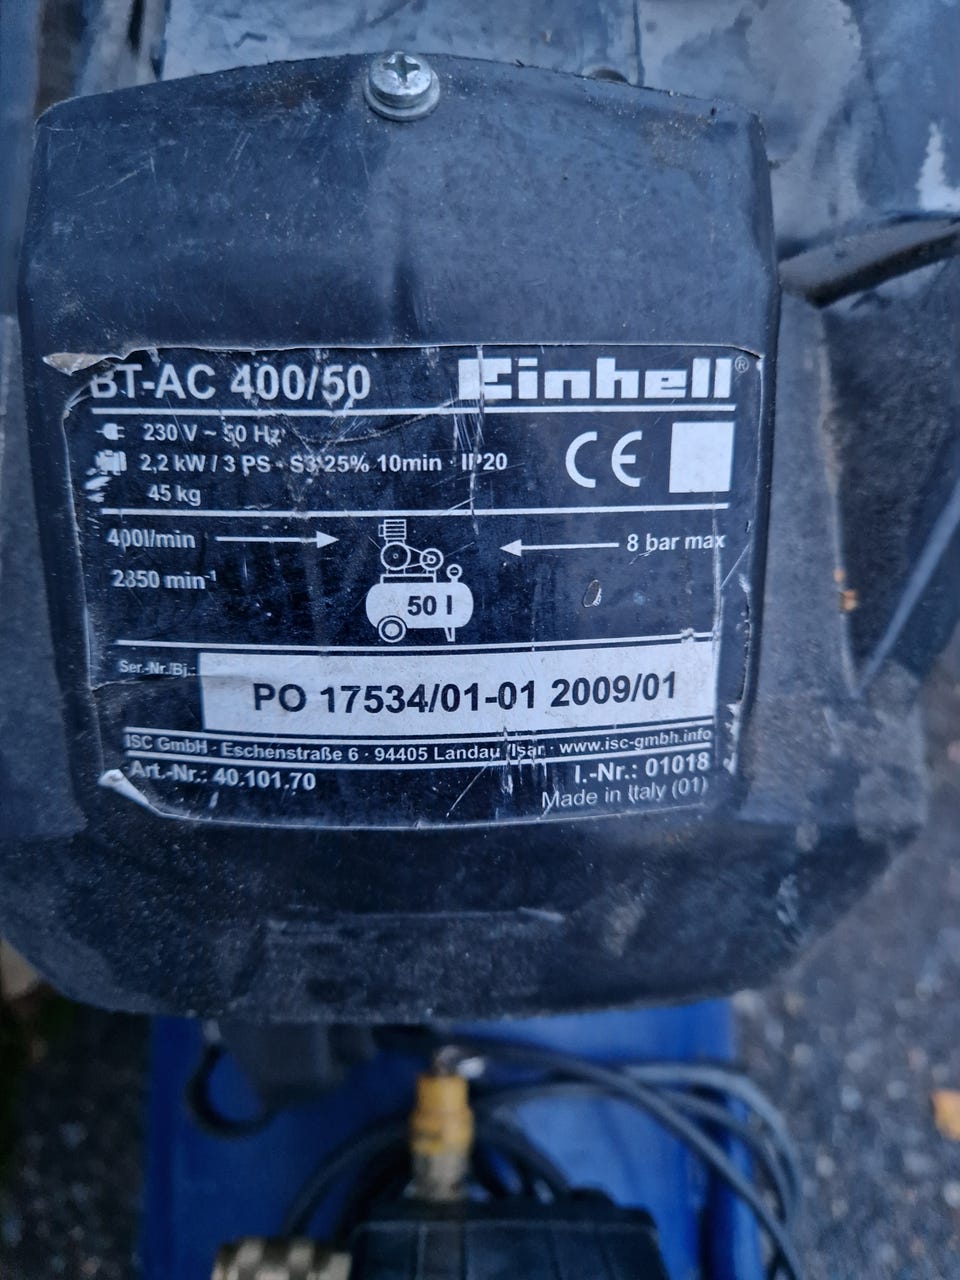 BT-AC 400/50 Einhell®
230 V ~ 50 Hz
2,2 kW / 3 PS · S3 25% 10min · IP20
CE
45 kg
400l/min
8 bar max
2850 min⁻¹
50 l
Ser.-Nr./Bj.:
PO 17534/01-01 2009/01
ISC GmbH · Eschenstraße 6 · 94405 Landau/Isar · www.isc-gmbh.info
Art.-Nr.: 40.101.70
I.-Nr.: 01018
Made in Italy (01)